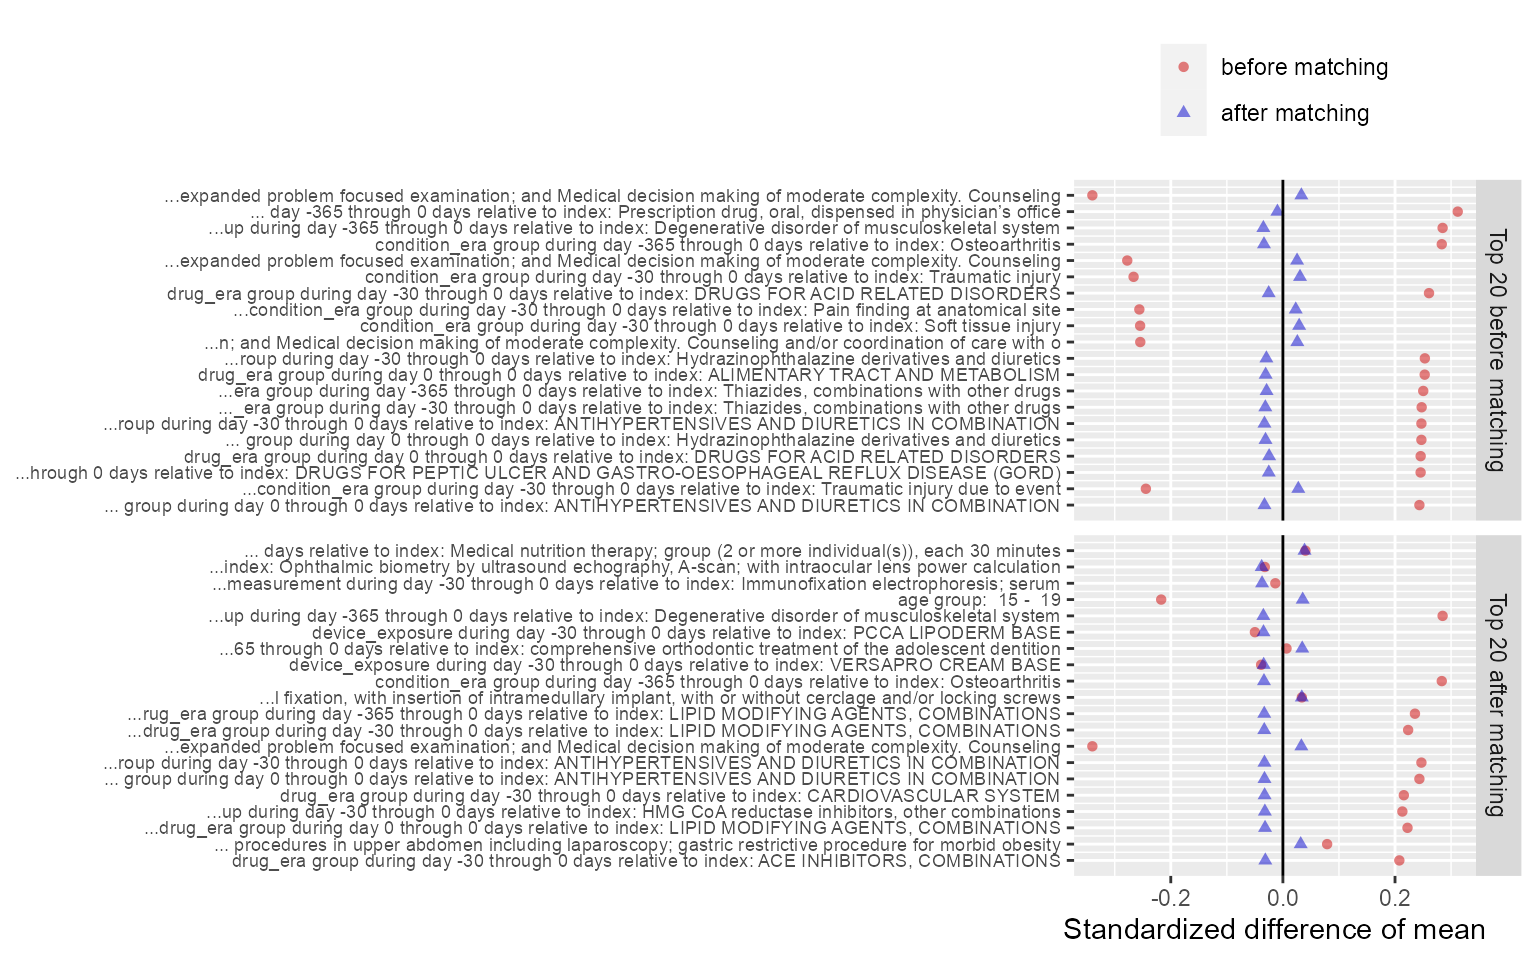 before matching
after matching
...expanded problem focused examination; and Medical decision making of moderate complexity. Counseling
... day -365 through 0 days relative to index: Prescription drug, oral, dispensed in physician's office
...up during day -365 through 0 days relative to index: Degenerative disorder of musculoskeletal system
condition_era group during day -365 through 0 days relative to index: Osteoarthritis
...expanded problem focused examination; and Medical decision making of moderate complexity. Counseling
condition_era group during day -30 through 0 days relative to index: Traumatic injury
drug_era group during day -30 through 0 days relative to index: DRUGS FOR ACID RELATED DISORDERS
...condition_era group during day -30 through 0 days relative to index: Pain finding at anatomical site
condition_era group during day -30 through 0 days relative to index: Soft tissue injury
...n; and Medical decision making of moderate complexity. Counseling and/or coordination of care with o
...roup during day -30 through 0 days relative to index: Hydrazinophthalazine derivatives and diuretics
drug_era group during day 0 through 0 days relative to index: ALIMENTARY TRACT AND METABOLISM
...era group during day -365 through 0 days relative to index: Thiazides, combinations with other drugs
..._era group during day -30 through 0 days relative to index: Thiazides, combinations with other drugs
...roup during day -30 through 0 days relative to index: ANTIHYPERTENSIVES AND DIURETICS IN COMBINATION
... group during day 0 through 0 days relative to index: Hydrazinophthalazine derivatives and diuretics
drug_era group during day 0 through 0 days relative to index: DRUGS FOR ACID RELATED DISORDERS
...hrough 0 days relative to index: DRUGS FOR PEPTIC ULCER AND GASTRO-OESOPHAGEAL REFLUX DISEASE (GORD)
...condition_era group during day -30 through 0 days relative to index: Traumatic injury due to event
... group during day 0 through 0 days relative to index: ANTIHYPERTENSIVES AND DIURETICS IN COMBINATION
Top 20 before matching
... days relative to index: Medical nutrition therapy; group (2 or more individual(s)), each 30 minutes
...index: Ophthalmic biometry by ultrasound echography, A-scan; with intraocular lens power calculation
...measurement during day -30 through 0 days relative to index: Immunofixation electrophoresis; serum
age group:  15 -  19
...up during day -365 through 0 days relative to index: Degenerative disorder of musculoskeletal system
device_exposure during day -30 through 0 days relative to index: PCCA LIPODERM BASE
...65 through 0 days relative to index: comprehensive orthodontic treatment of the adolescent dentition
device_exposure during day -30 through 0 days relative to index: VERSAPRO CREAM BASE
condition_era group during day -365 through 0 days relative to index: Osteoarthritis
...l fixation, with insertion of intramedullary implant, with or without cerclage and/or locking screws
...rug_era group during day -365 through 0 days relative to index: LIPID MODIFYING AGENTS, COMBINATIONS
...drug_era group during day -30 through 0 days relative to index: LIPID MODIFYING AGENTS, COMBINATIONS
...expanded problem focused examination; and Medical decision making of moderate complexity. Counseling
...roup during day -30 through 0 days relative to index: ANTIHYPERTENSIVES AND DIURETICS IN COMBINATION
... group during day 0 through 0 days relative to index: ANTIHYPERTENSIVES AND DIURETICS IN COMBINATION
drug_era group during day -30 through 0 days relative to index: CARDIOVASCULAR SYSTEM
...up during day -30 through 0 days relative to index: HMG CoA reductase inhibitors, other combinations
...drug_era group during day 0 through 0 days relative to index: LIPID MODIFYING AGENTS, COMBINATIONS
... procedures in upper abdomen including laparoscopy; gastric restrictive procedure for morbid obesity
drug_era group during day -30 through 0 days relative to index: ACE INHIBITORS, COMBINATIONS
Top 20 after matching
-0.2 0.0 0.2
Standardized difference of mean